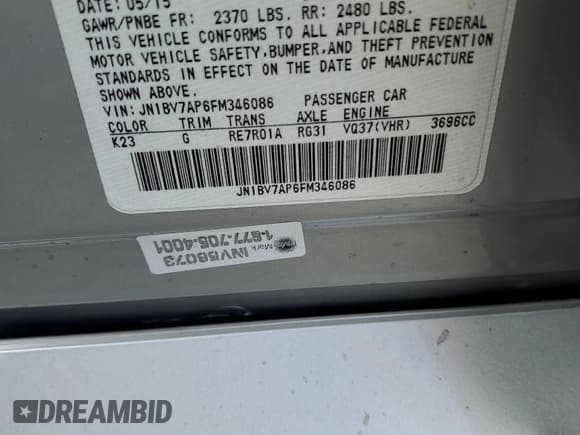 DATE: 05/15
GAWR/PNBE FR: 2370 LBS. RR: 2480 LBS.
THIS VEHICLE CONFORMS TO ALL APPLICABLE FEDERAL
MOTOR VEHICLE SAFETY, BUMPER, AND THEFT PREVENTION
STANDARDS IN EFFECT ON THE DATE OF MANUFACTURE
SHOWN ABOVE.
VIN: JN1BV7AP6FM346086 PASSENGER CAR
COLOR TRIM TRANS AXLE ENGINE
K23 G RE7R01A RG31 VQ37(VHR) 3696CC
JN1BV7AP6FM346086
INV58073
1-877-705-4001
Mark
DREAMBID